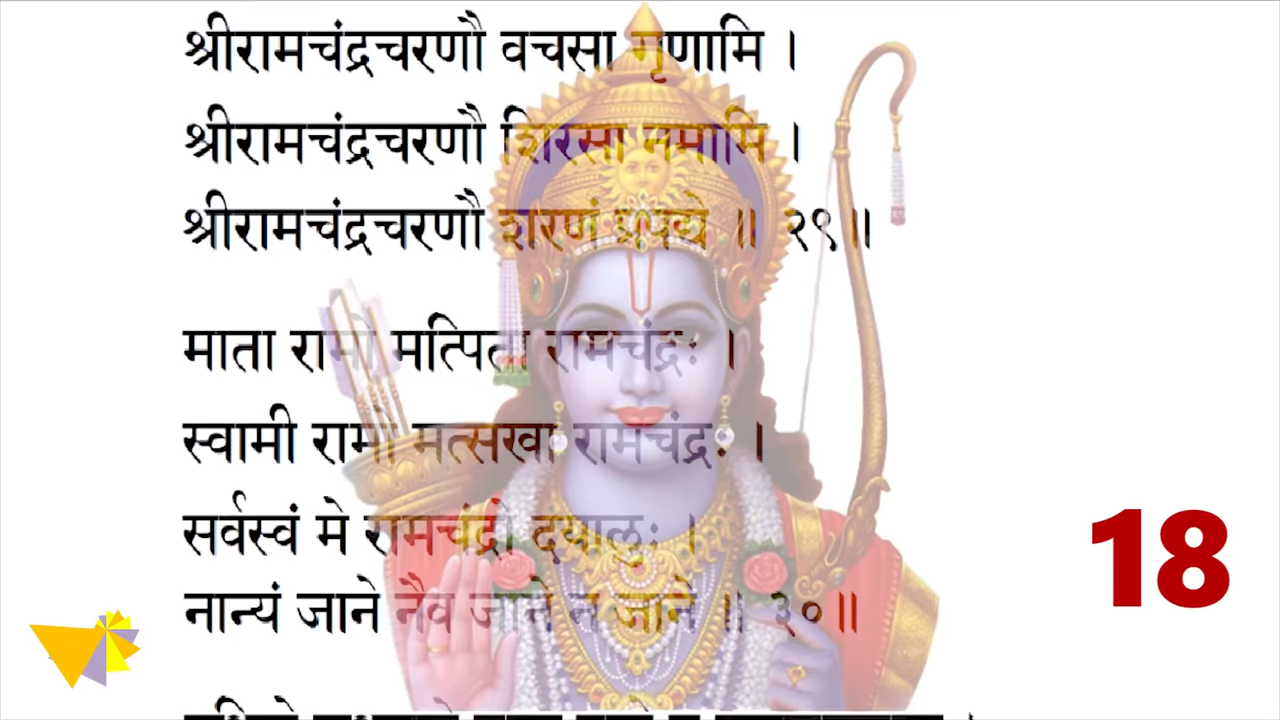 श्रीरामचंद्रचरणौ वचसा गृणामि ।
श्रीरामचंद्रचरणौ शिरसा नमामि ।
श्रीरामचंद्रचरणौ शरणं प्रपद्ये ॥ २९॥
माता रामो मत्पिता रामचंद्रः ।
स्वामी रामो मत्सखा रामचंद्रः ।
सर्वस्वं मे रामचंद्रो दयालुः ।
नान्यं जाने नैव जाने न जाने ॥ ३०॥
18